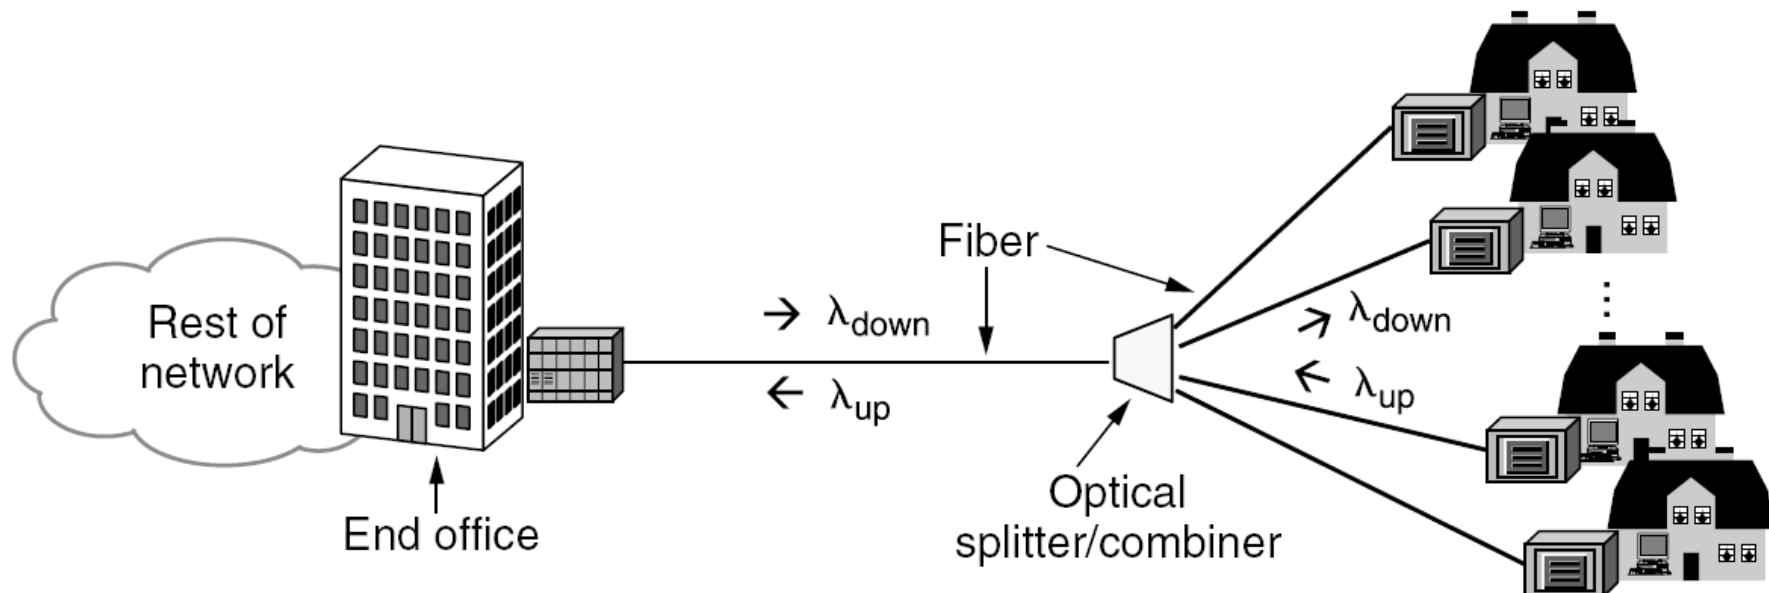 Rest of
network
End office
→ λdown
← λup
Fiber
Optical
splitter/combiner
→ λdown
← λup
⋮